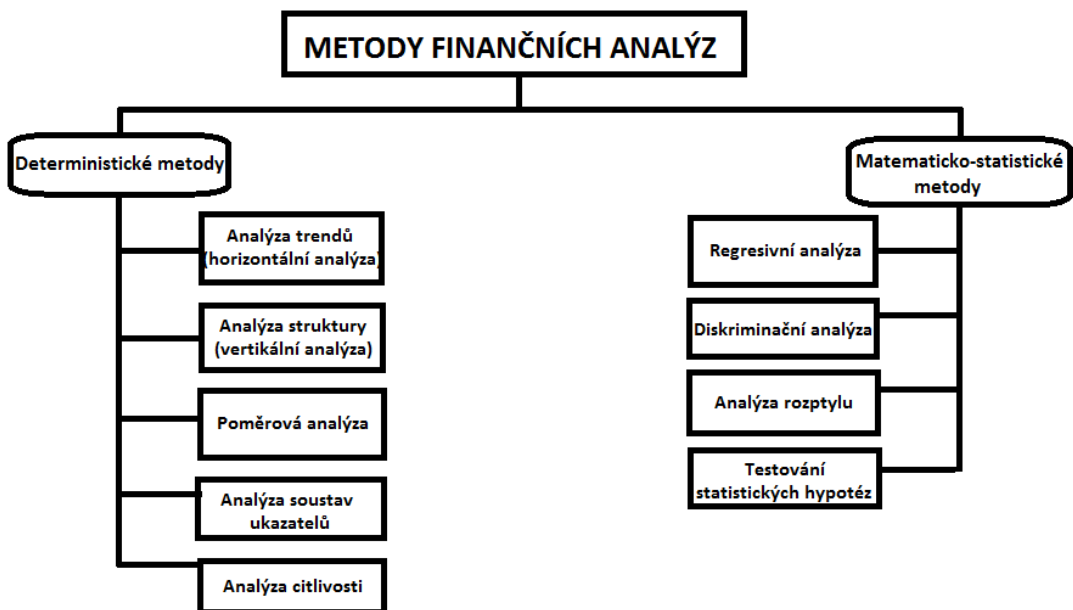 METODY FINANČNÍCH ANALÝZ
Deterministické metody
Analýza trendů
(horizontální analýza)
Analýza struktury
(vertikální analýza)
Poměrová analýza
Analýza soustav
ukazatelů
Analýza citlivosti
Matematicko-statistické
metody
Regresivní analýza
Diskriminační analýza
Analýza rozptylu
Testování
statistických hypotéz